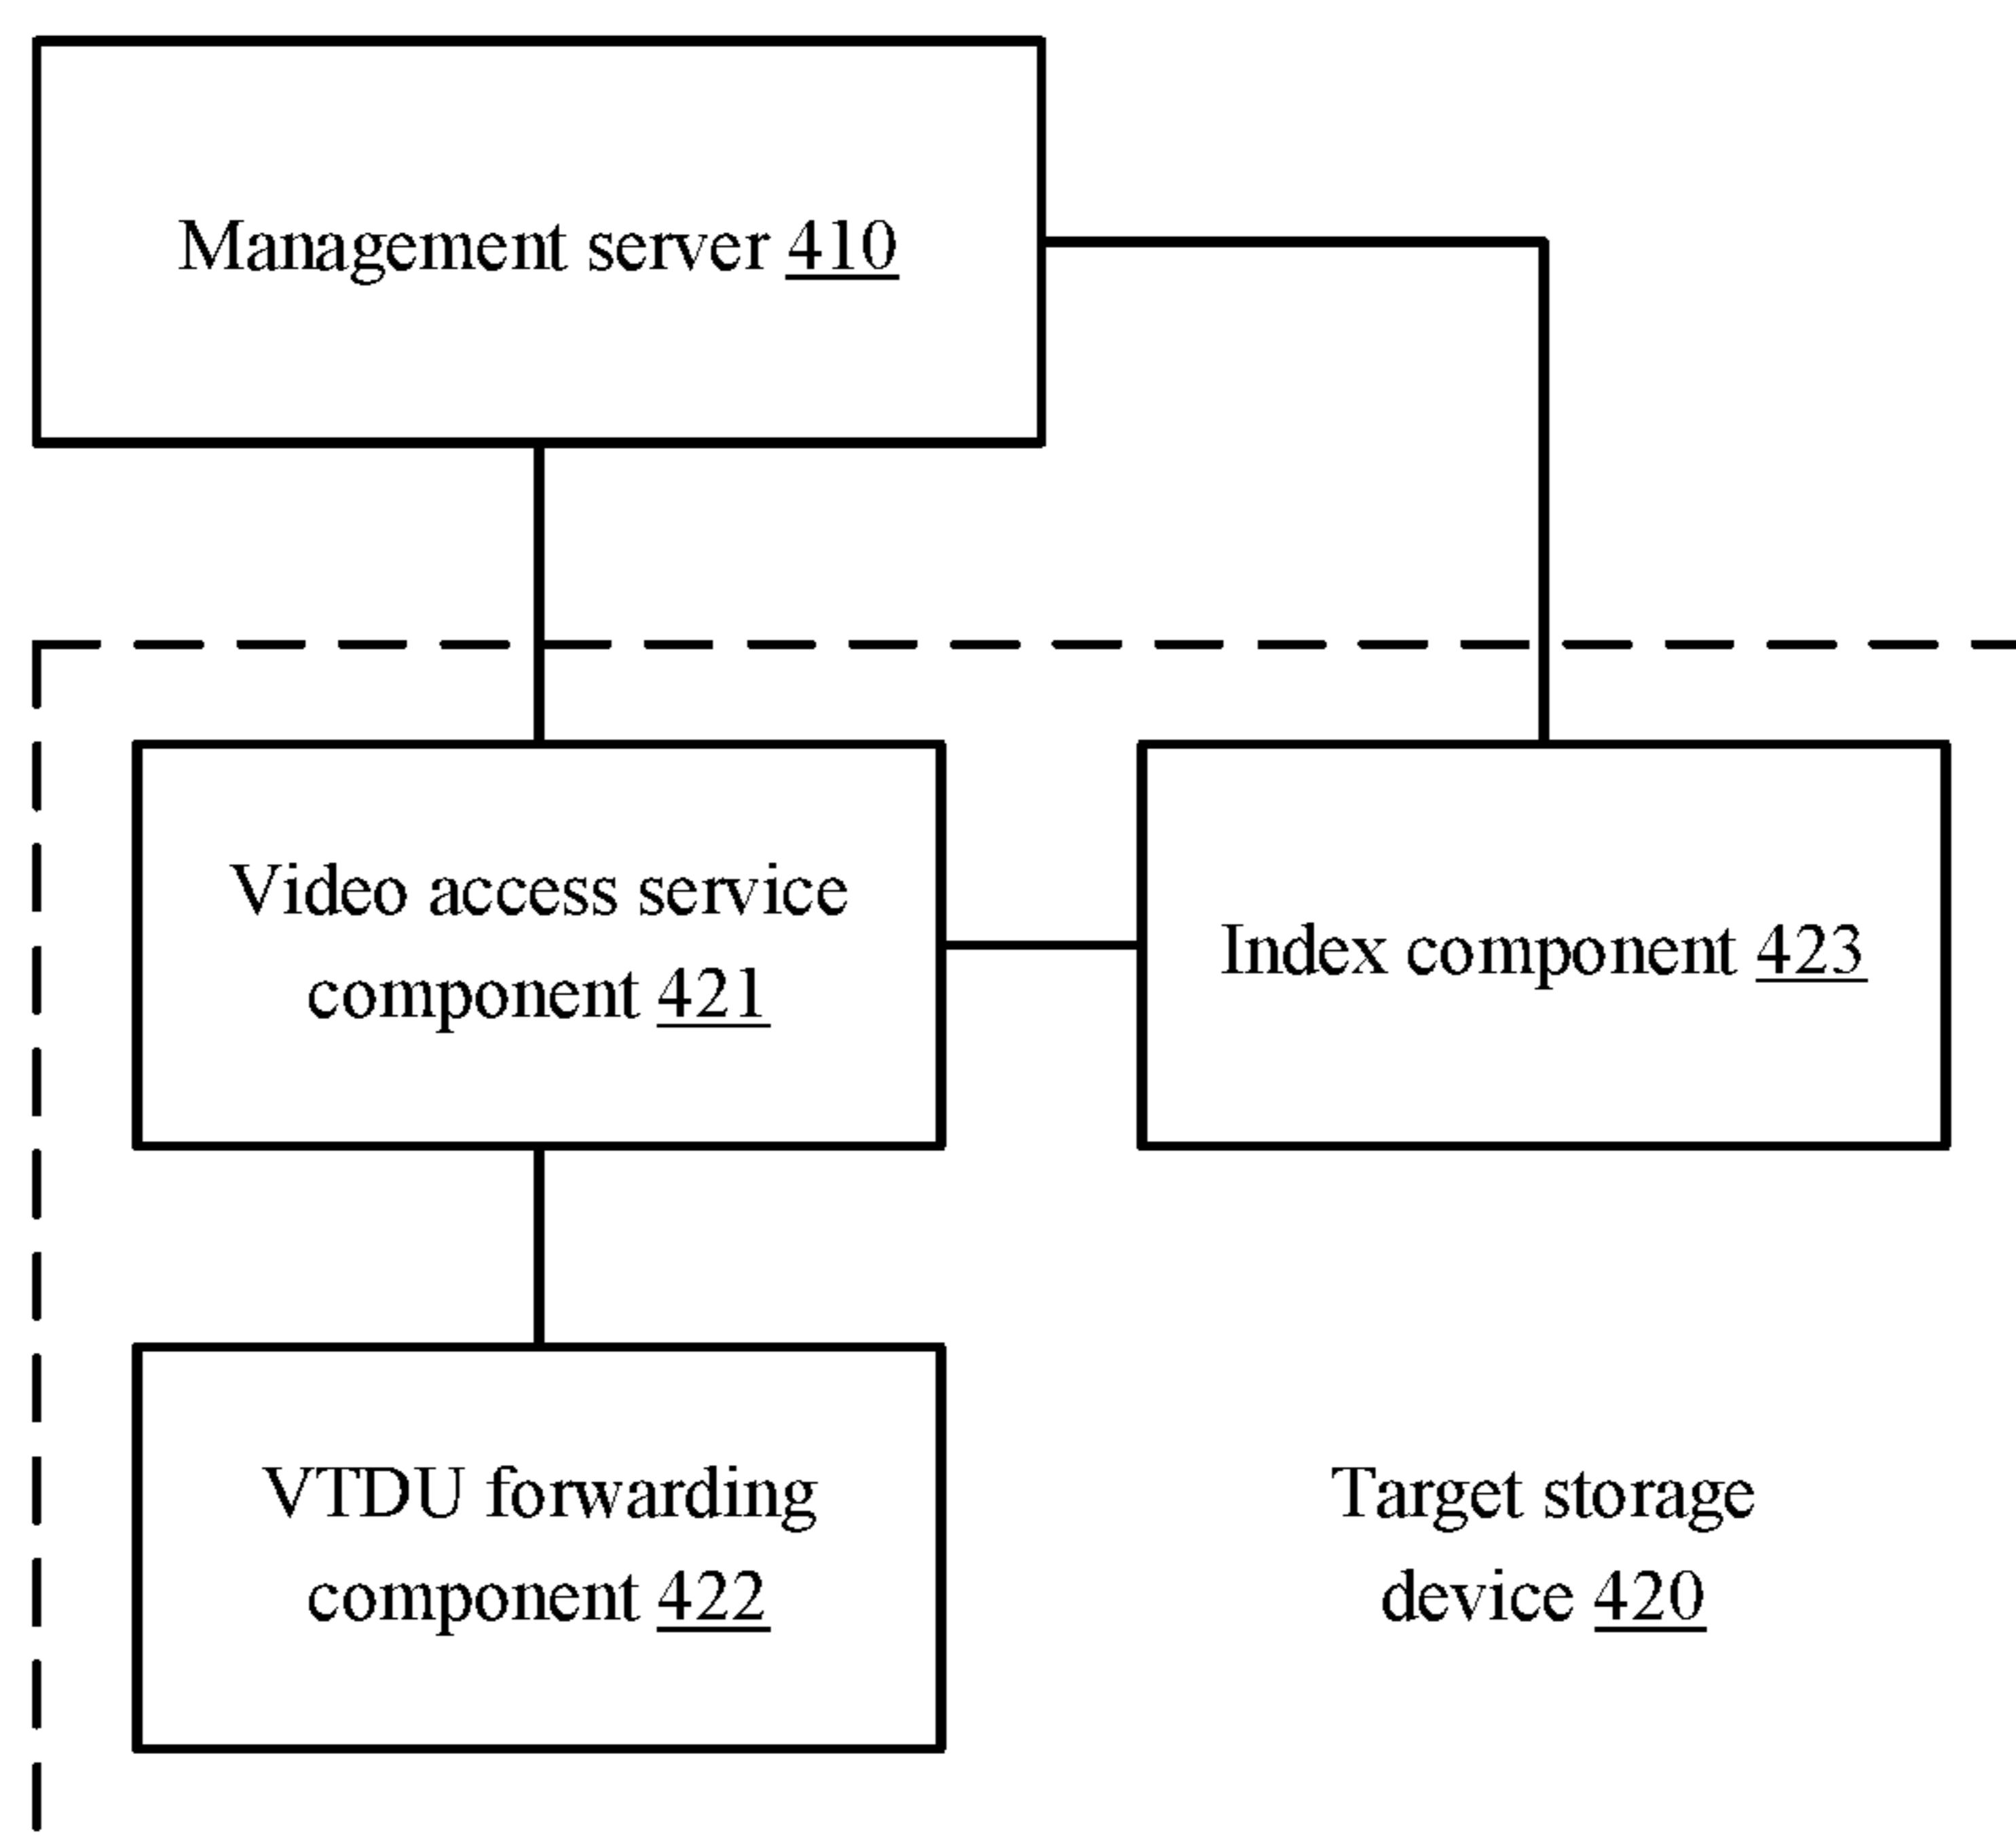 Management server 410
Video access service
component 421
Index component 423
VTDU forwarding
component 422
Target storage
device 420